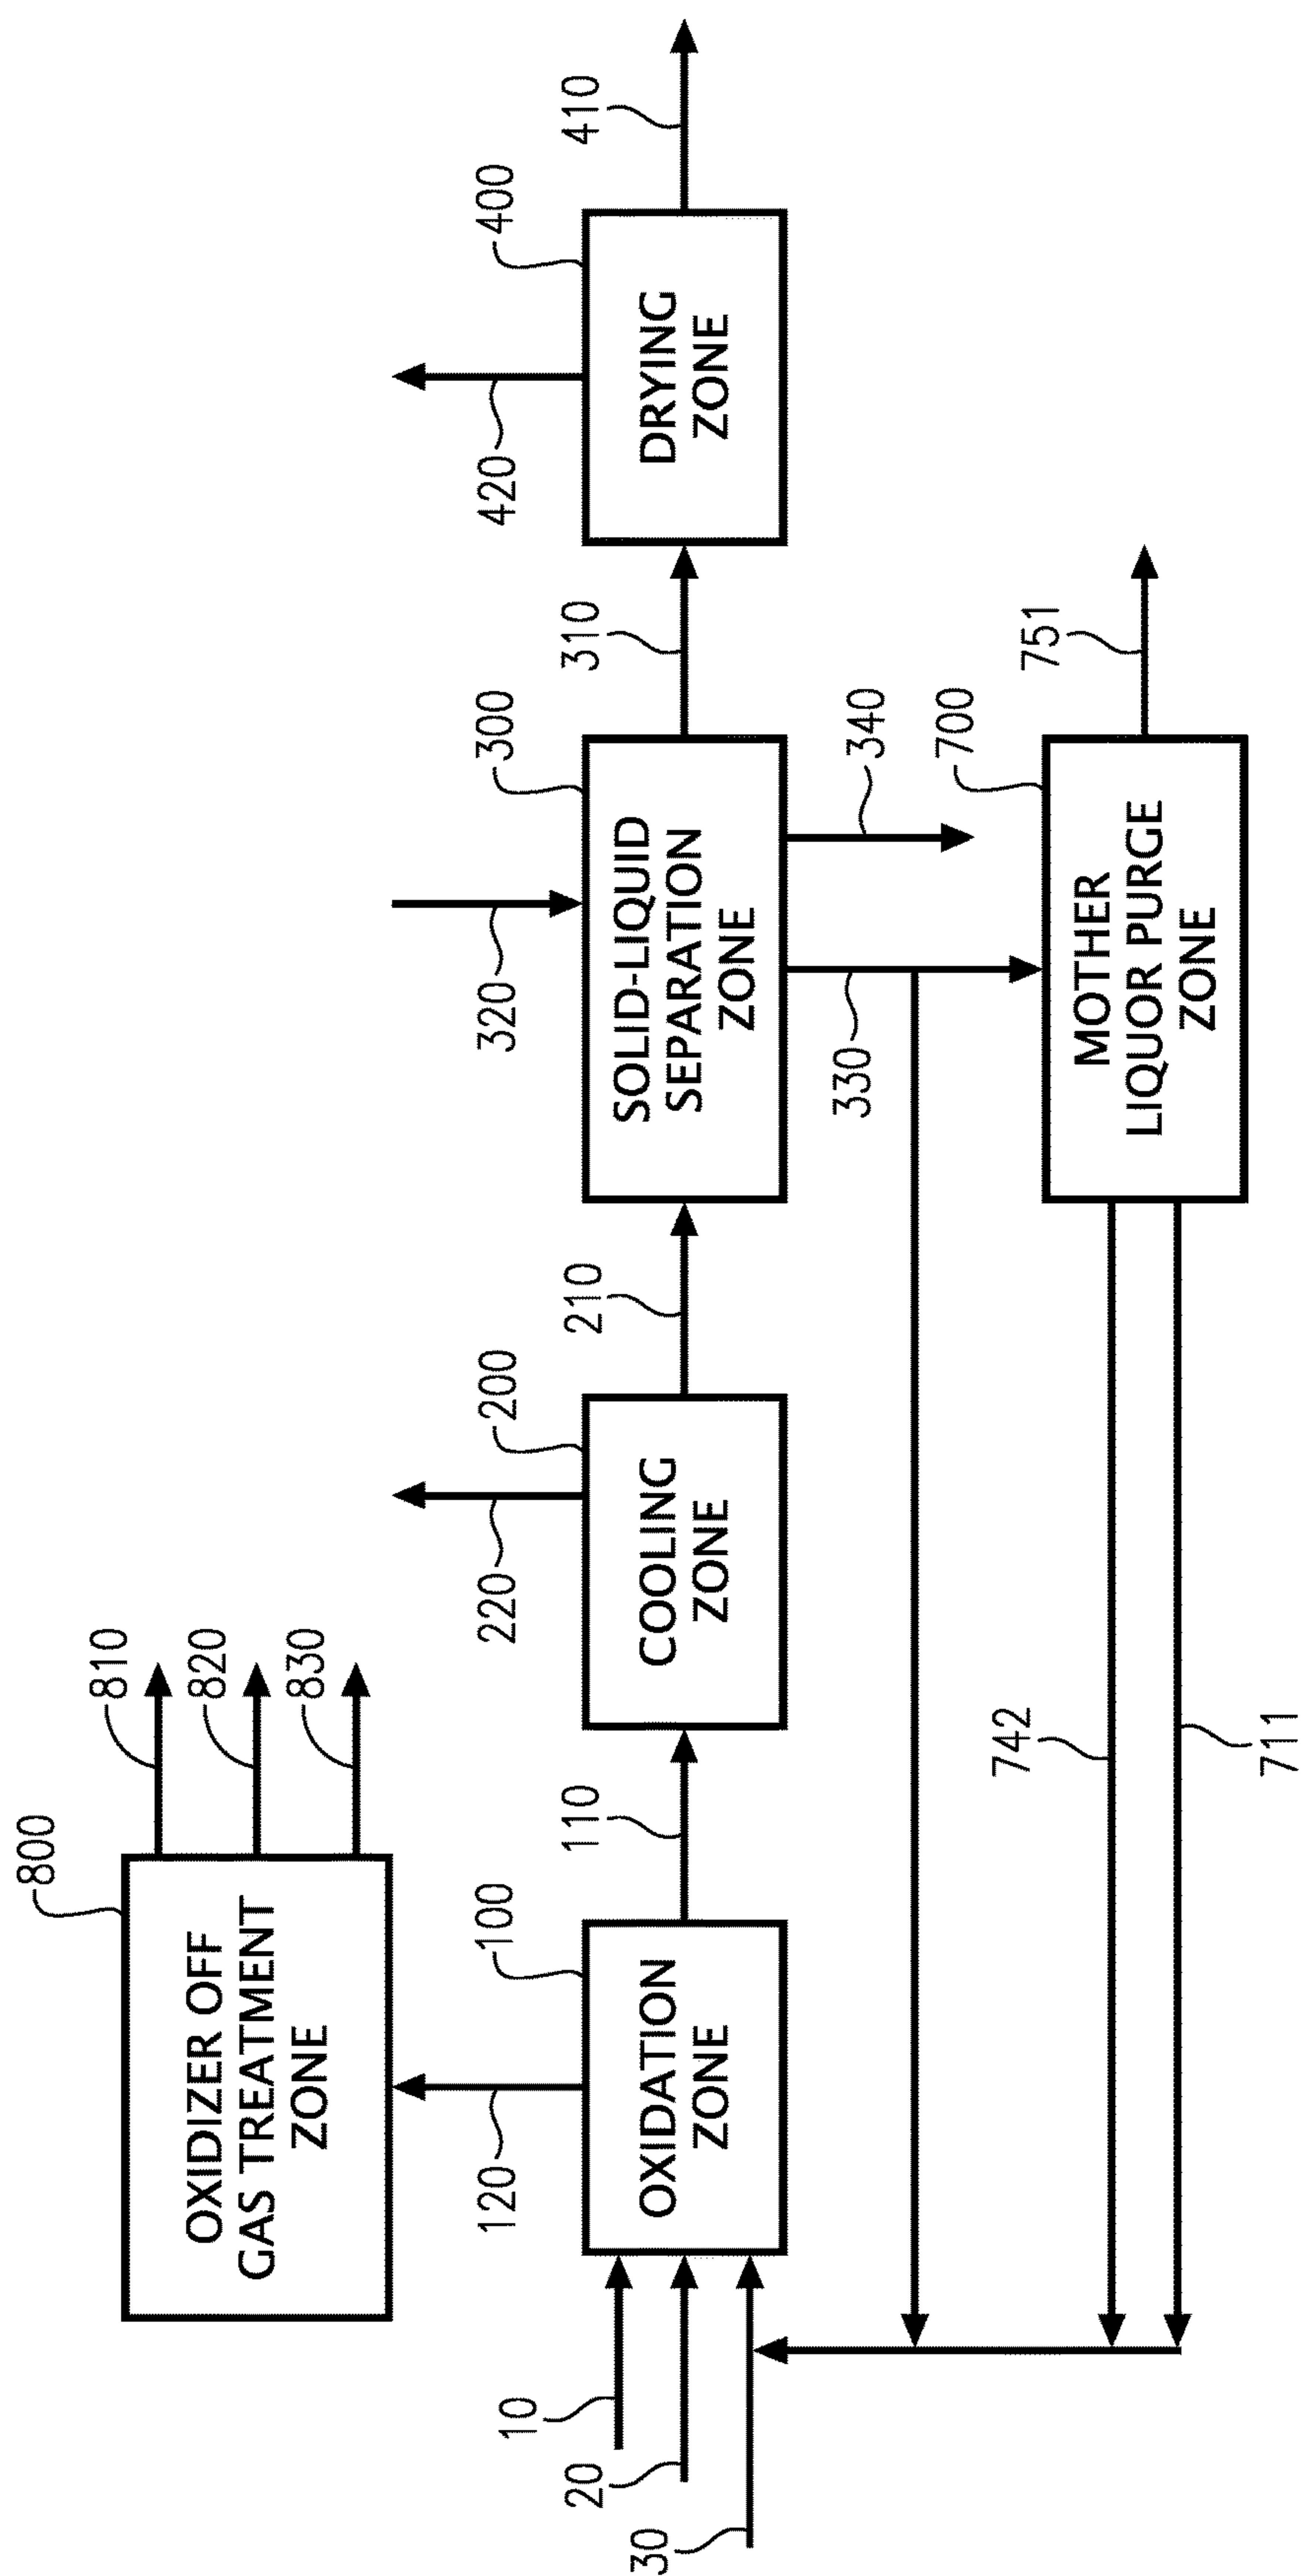 800
OXIDIZER OFF
GAS TREATMENT
ZONE
810
820
830
120
100
220
200
320
300
420
400
10
20
30
OXIDATION
ZONE
110
COOLING
ZONE
210
SOLID-LIQUID
SEPARATION
ZONE
310
DRYING
ZONE
410
330
340
700
742
711
MOTHER
LIQUOR PURGE
ZONE
751